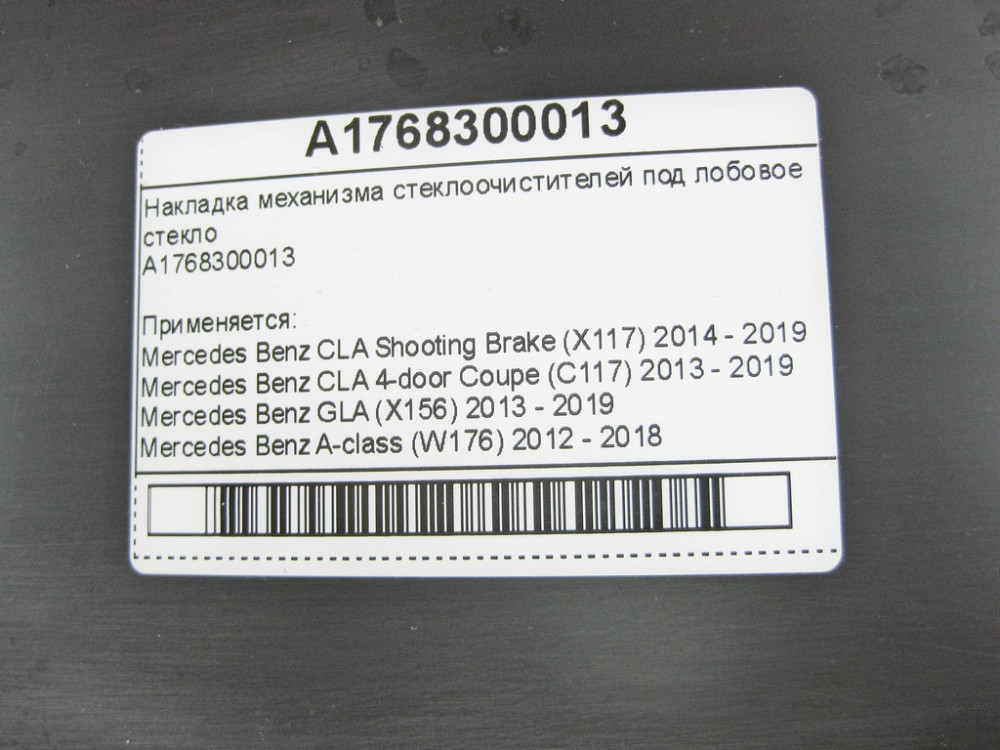 A1768300013
Накладка механизма стеклоочистителей под лобовое
стекло
A1768300013
Применяется:
Mercedes Benz CLA Shooting Brake (X117) 2014 - 2019
Mercedes Benz CLA 4-door Coupe (C117) 2013 - 2019
Mercedes Benz GLA (X156) 2013 - 2019
Mercedes Benz A-class (W176) 2012 - 2018